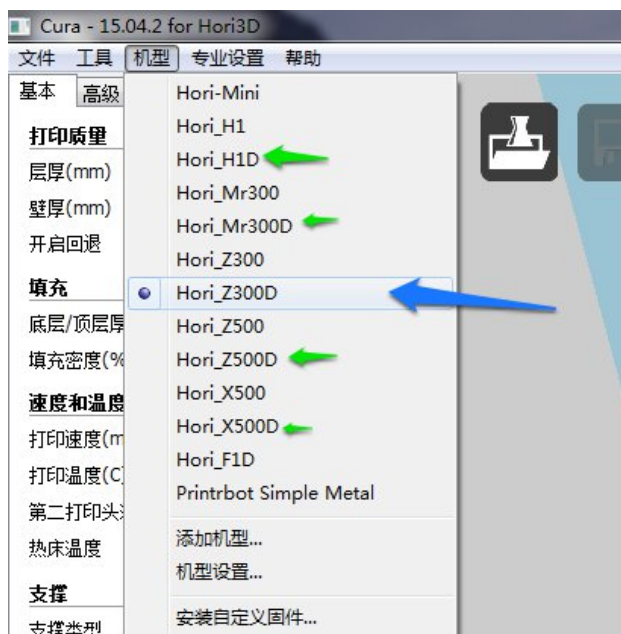 Cura - 15.04.2 for Hori3D
文件 工具 机型 专业设置 帮助
基本 高级
打印质量
层厚(mm)
壁厚(mm)
开启回退
填充
底层/顶层厚
填充密度(%
速度和温度
打印速度(m
打印温度(C)
第二打印头
热床温度
支撑
支撑类型
Hori-Mini
Hori_H1
Hori_H1D
Hori_Mr300
Hori_Mr300D
Hori_Z300
Hori_Z300D
Hori_Z500
Hori_Z500D
Hori_X500
Hori_X500D
Hori_F1D
Printrbot Simple Metal
添加机型...
机型设置...
安装自定义固件...